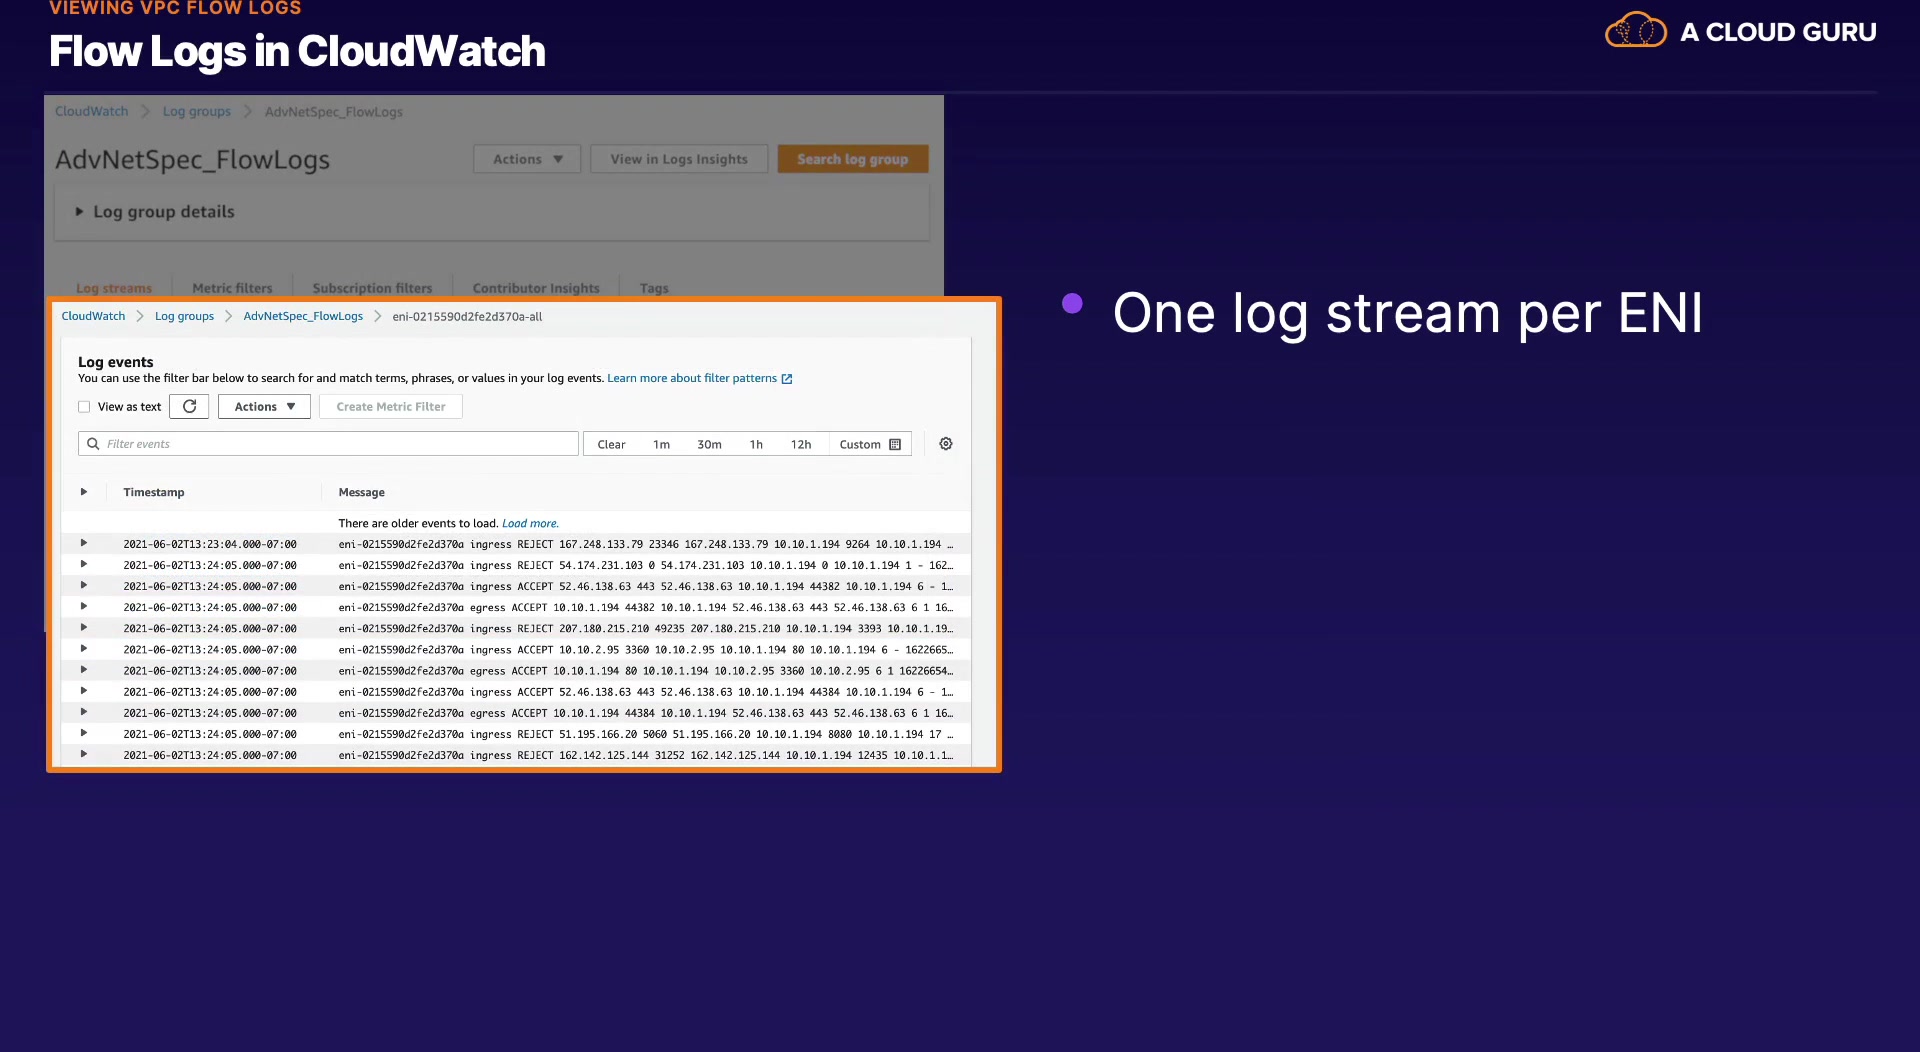 VIEWING VPC FLOW LOGS
Flow Logs in CloudWatch
A CLOUD GURU
CloudWatch > Log groups > AdvNetSpec_FlowLogs
AdvNetSpec_FlowLogs
Actions ▼ View in Logs Insights Search log group
Log group details
Log streams Metric filters Subscription filters Contributor Insights Tags
CloudWatch > Log groups > AdvNetSpec_FlowLogs > eni-0215590d2fe2d370a-all
Log events
You can use the filter bar below to search for and match terms, phrases, or values in your log events. Learn more about filter patterns
View as text Actions ▼ Create Metric Filter
Filter events Clear 1m 30m 1h 12h Custom
Timestamp Message
There are older events to load. Load more.
2021-06-02T13:23:04.000-07:00 eni-0215590d2fe2d370a ingress REJECT 167.248.133.79 23346 167.248.133.79 10.10.1.194 9264 10.10.1.194 …
2021-06-02T13:24:05.000-07:00 eni-0215590d2fe2d370a ingress REJECT 54.174.231.103 0 54.174.231.103 10.10.1.194 0 10.10.1.194 1 - 162…
2021-06-02T13:24:05.000-07:00 eni-0215590d2fe2d370a ingress ACCEPT 52.46.138.63 443 52.46.138.63 10.10.1.194 44382 10.10.1.194 6 - 1…
2021-06-02T13:24:05.000-07:00 eni-0215590d2fe2d370a egress ACCEPT 10.10.1.194 44382 10.10.1.194 52.46.138.63 443 52.46.138.63 6 1 16…
2021-06-02T13:24:05.000-07:00 eni-0215590d2fe2d370a ingress REJECT 207.180.215.210 49235 207.180.215.210 10.10.1.194 3393 10.10.1.19…
2021-06-02T13:24:05.000-07:00 eni-0215590d2fe2d370a ingress ACCEPT 10.10.2.95 3360 10.10.2.95 10.10.1.194 80 10.10.1.194 6 - 1622665…
2021-06-02T13:24:05.000-07:00 eni-0215590d2fe2d370a egress ACCEPT 10.10.1.194 80 10.10.1.194 10.10.2.95 3360 10.10.2.95 6 1 16226654…
2021-06-02T13:24:05.000-07:00 eni-0215590d2fe2d370a ingress ACCEPT 52.46.138.63 443 52.46.138.63 10.10.1.194 44384 10.10.1.194 6 - 1…
2021-06-02T13:24:05.000-07:00 eni-0215590d2fe2d370a egress ACCEPT 10.10.1.194 44384 10.10.1.194 52.46.138.63 443 52.46.138.63 6 1 16…
2021-06-02T13:24:05.000-07:00 eni-0215590d2fe2d370a ingress REJECT 51.195.166.20 5060 51.195.166.20 10.10.1.194 8080 10.10.1.194 17 …
2021-06-02T13:24:05.000-07:00 eni-0215590d2fe2d370a ingress REJECT 162.142.125.144 31252 162.142.125.144 10.10.1.194 12435 10.10.1.1…
• One log stream per ENI